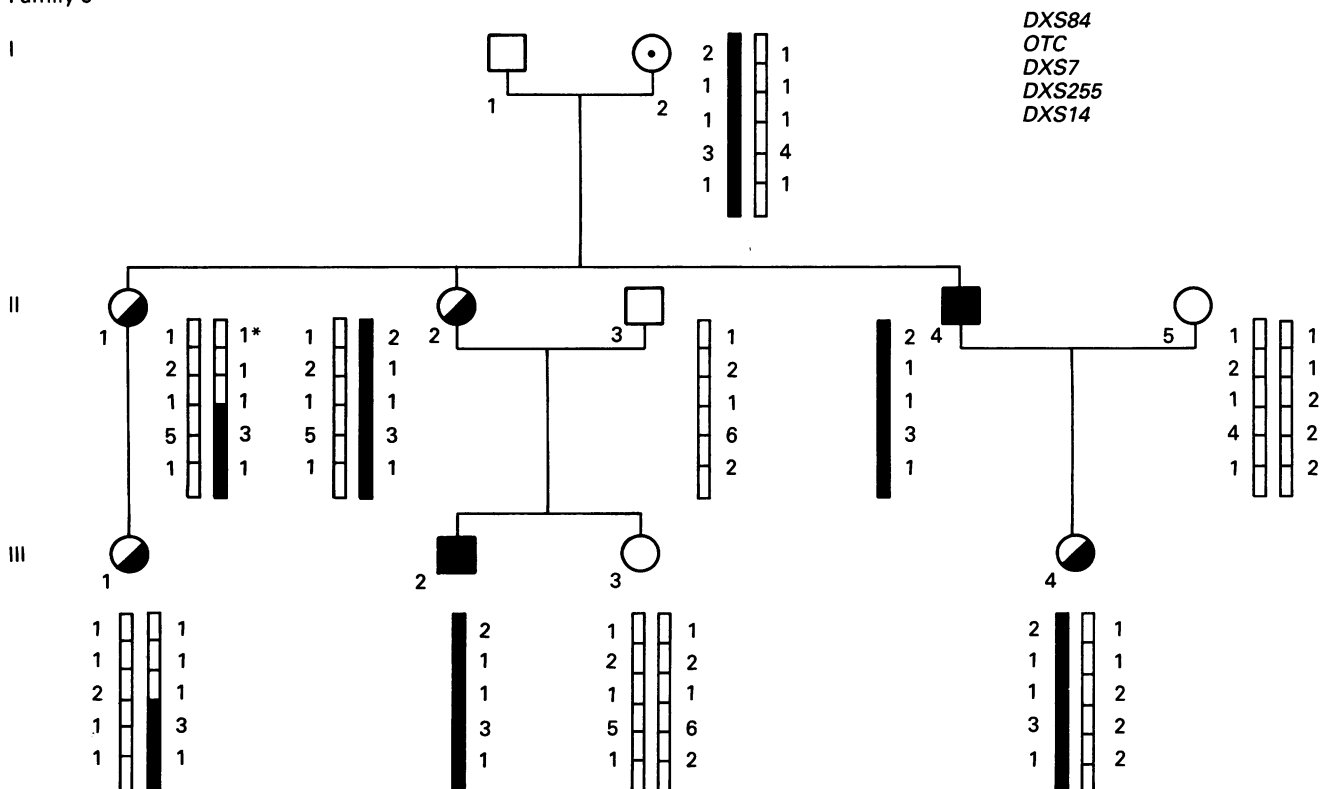 Family
DXS84
OTC
DXS7
DXS255
DXS14
I
1 2
2 1
1 1
1 1
3 4
1 1
II
1 2 3 4 5
1 1* 1 2 1 2 1 1
2 1 2 1 2 1 2 1
1 1 1 1 1 1 1 2
5 3 5 3 6 3 4 2
1 1 1 1 2 1 1 2
III
1 2 3 4
1 1 2 1 1 2 1
1 1 1 2 2 1 1
2 1 1 1 1 1 2
1 3 3 5 6 3 2
1 1 1 1 2 1 2